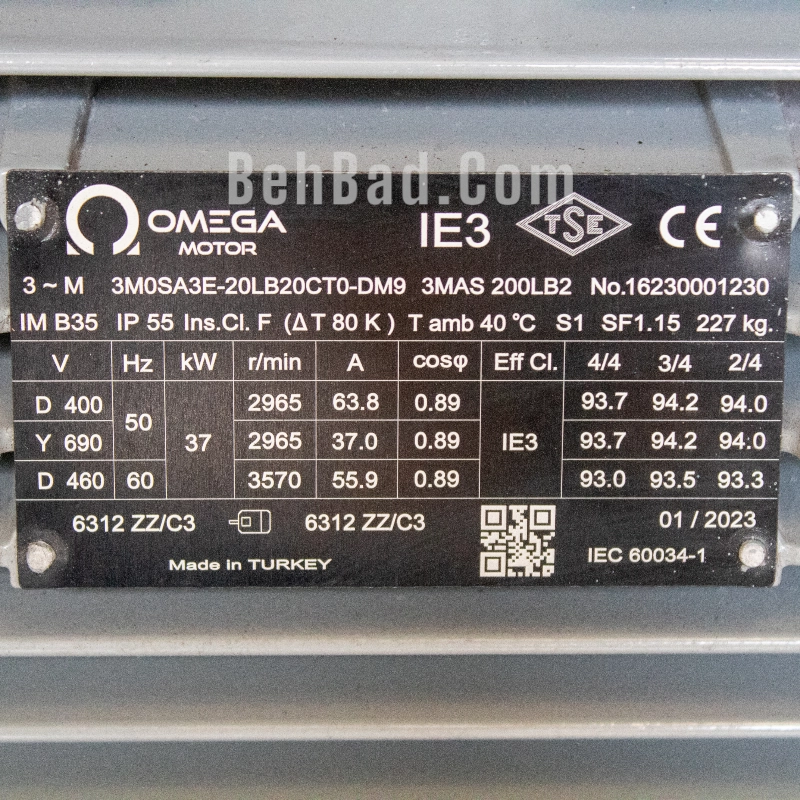 BehBad.Com
OMEGA MOTOR IE3 TSE CE
3 ~ M 3M0SA3E-20LB20CT0-DM9 3MAS 200LB2 No.16230001230
IM B35 IP 55 Ins.Cl. F (Δ T 80 K ) T amb 40 °C S1 SF1.15 227 kg.
V Hz kW r/min A cosφ Eff Cl. 4/4 3/4 2/4
D 400 50 37 2965 63.8 0.89 IE3 93.7 94.2 94.0
Y 690 2965 37.0 0.89 93.7 94.2 94.0
D 460 60 3570 55.9 0.89 93.0 93.5 93.3
6312 ZZ/C3 6312 ZZ/C3 01 / 2023
Made in TURKEY IEC 60034-1